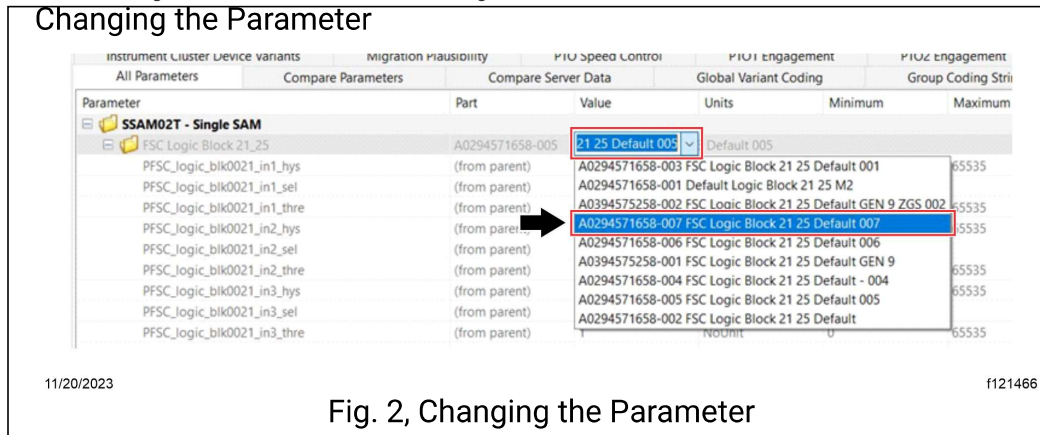 Changing the Parameter
Instrument Cluster Device Variants Migration Plausibility PTO Speed Control PTO1 Engagement PTO2 Engagement
All Parameters Compare Parameters Compare Server Data Global Variant Coding Group Coding Stri
Parameter Part Value Units Minimum Maximum
SSAM02T - Single SAM
FSC Logic Block 21_25 A0294571658-005 21 25 Default 005 Default 005
PFSC_logic_blk0021_in1_hys (from parent) A0294571658-003 FSC Logic Block 21 25 Default 001 65535
PFSC_logic_blk0021_in1_sel (from parent) A0294571658-001 Default Logic Block 21 25 M2
PFSC_logic_blk0021_in1_thre (from parent) A0394575258-002 FSC Logic Block 21 25 Default GEN 9 ZGS 002 65535
PFSC_logic_blk0021_in2_hys (from parent) A0294571658-007 FSC Logic Block 21 25 Default 007 65535
PFSC_logic_blk0021_in2_sel (from parent) A0294571658-006 FSC Logic Block 21 25 Default 006
PFSC_logic_blk0021_in2_thre (from parent) A0394575258-001 FSC Logic Block 21 25 Default GEN 9 65535
PFSC_logic_blk0021_in3_hys (from parent) A0294571658-004 FSC Logic Block 21 25 Default - 004 65535
PFSC_logic_blk0021_in3_sel (from parent) A0294571658-005 FSC Logic Block 21 25 Default 005
A0294571658-002 FSC Logic Block 21 25 Default
PFSC_logic_blk0021_in3_thre (from parent) 1 NoUnit 0 65535
11/20/2023 f121466
Fig. 2, Changing the Parameter